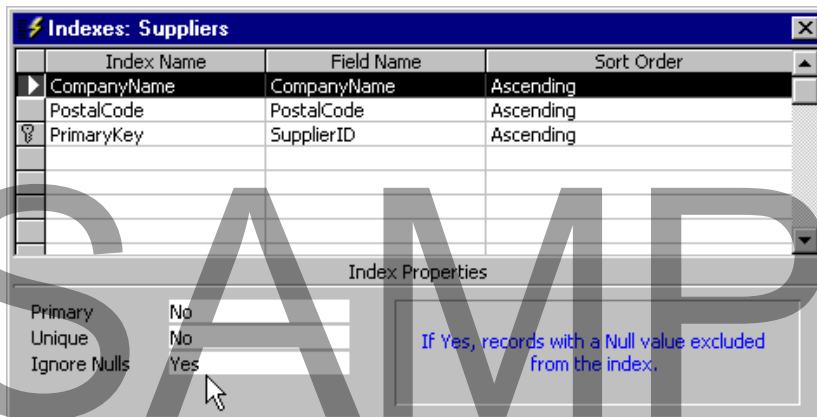 Indexes: Suppliers
Index Name Field Name Sort Order
CompanyName CompanyName Ascending
PostalCode PostalCode Ascending
PrimaryKey SupplierID Ascending
Index Properties
Primary No
Unique No
Ignore Nulls Yes
If Yes, records with a Null value excluded
from the index.
SAMP